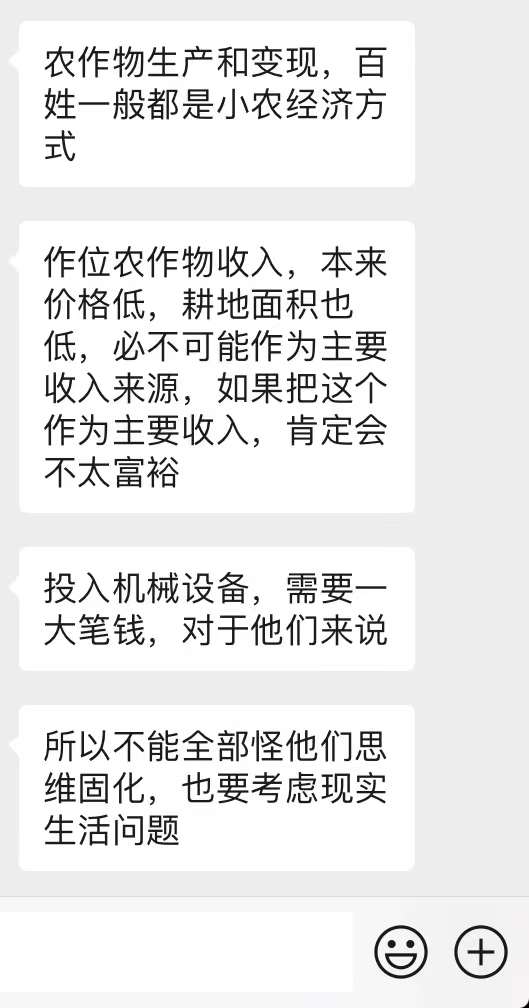 农作物生产和变现，百
姓一般都是小农经济方
式
作位农作物收入，本来
价格低，耕地面积也
低，必不可能作为主要
收入来源，如果把这个
作为主要收入，肯定会
不太富裕
投入机械设备，需要一
大笔钱，对于他们来说
所以不能全部怪他们思
维固化，也要考虑现实
生活问题